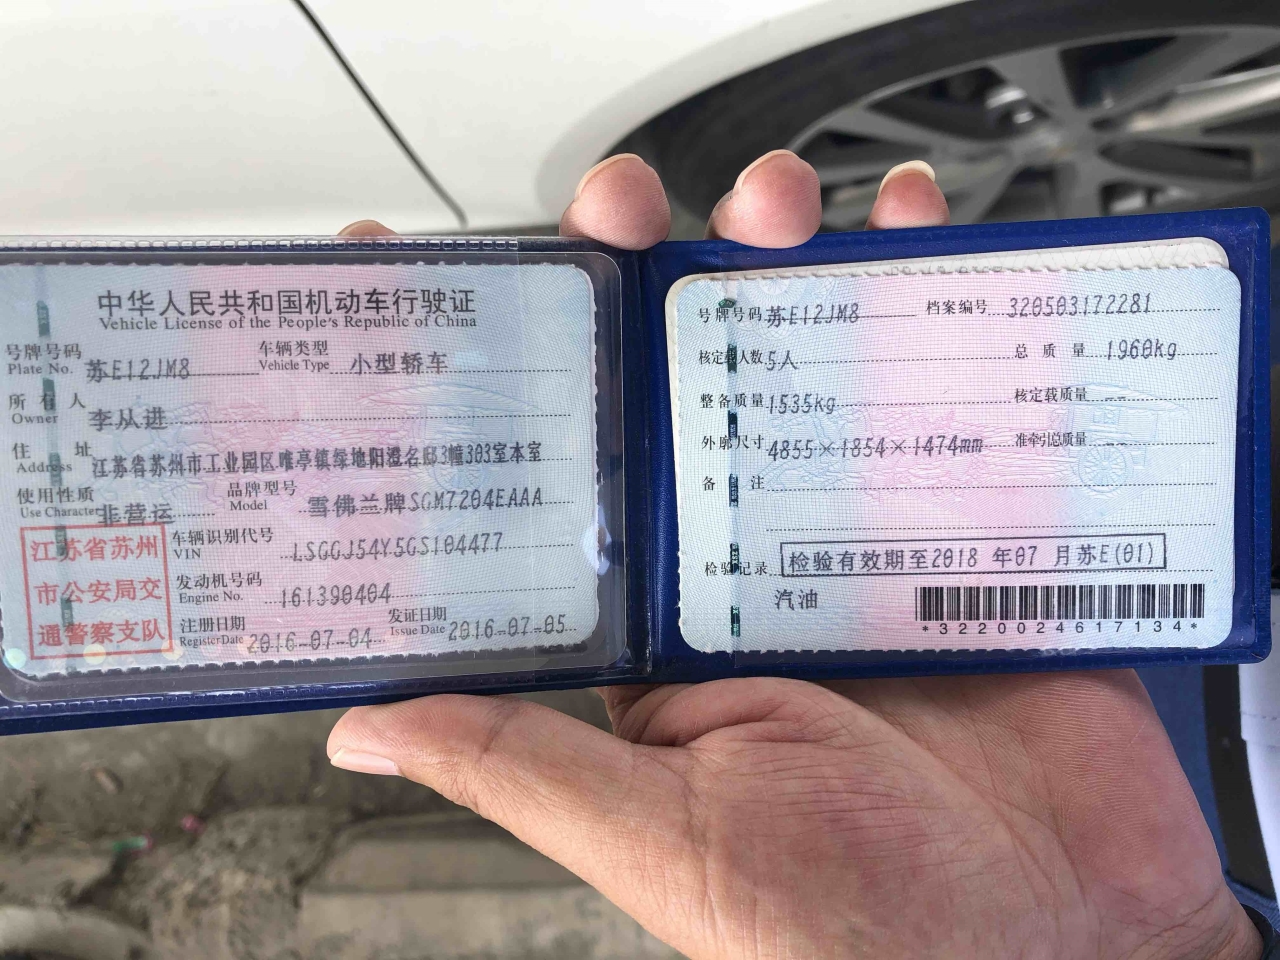 中华人民共和国机动车行驶证
Vehicle License of the People's Republic of China
号牌号码 苏E12JM8 车辆类型 小型轿车
Plate No. Vehicle Type
所有人 李从进
Owner
住址 江苏省苏州市工业园区唯亭镇绿地阳澄名邸3幢303室本室
Address
使用性质 非营运 品牌型号 雪佛兰牌SGM7204EAAA
Use Character Model
江苏省苏州
市公安局交
通警察支队
车辆识别代号 LSGGJ54Y5GS104477
VIN
发动机号码 161390404
Engine No.
注册日期 2016-07-04 发证日期 2016-07-05
Register Date Issue Date
号牌号码 苏E12JM8 档案编号 320503172281
核定载人数 5人 总质量 1960kg
整备质量 1535kg 核定载质量 --
外廓尺寸 4855×1854×1474mm 准牵引总质量 --
备注
检验记录 检验有效期至2018年07月苏E(01)
汽油
*3220024617134*